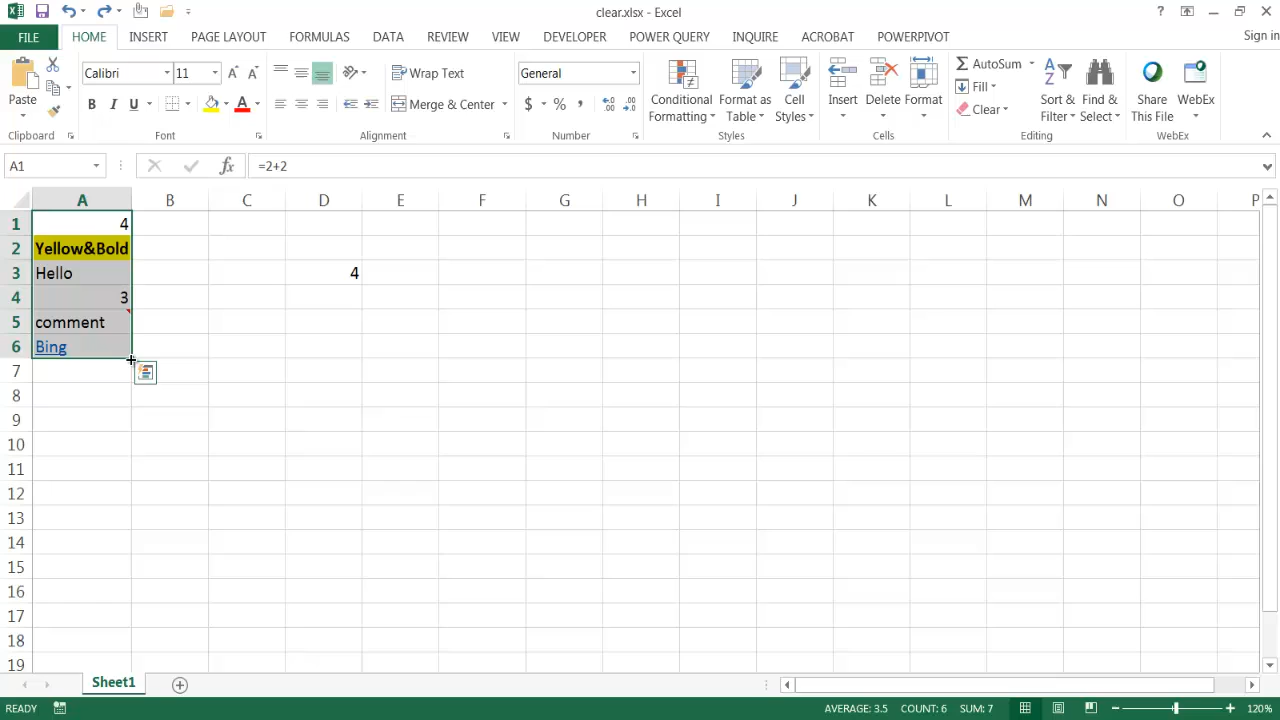 clear.xlsx - Excel
?
FILE HOME INSERT PAGE LAYOUT FORMULAS DATA REVIEW VIEW DEVELOPER POWER QUERY INQUIRE ACROBAT POWERPIVOT Sign in
Paste
Clipboard
Calibri 11
B I U
Font
Wrap Text
Merge & Center
Alignment
General
$ % ,
Number
Conditional Formatting
Format as Table
Cell Styles
Styles
Insert Delete Format
Cells
AutoSum
Fill
Clear
Sort & Filter
Find & Select
Editing
Share This File
WebEx
WebEx
A1 fx =2+2
A B C D E F G H I J K L M N O P
1 4
2 Yellow&Bold
3 Hello 4
4 3
5 comment
6 Bing
7
8
9
10
11
12
13
14
15
16
17
18
19
Sheet1
READY AVERAGE: 3.5 COUNT: 6 SUM: 7 120%